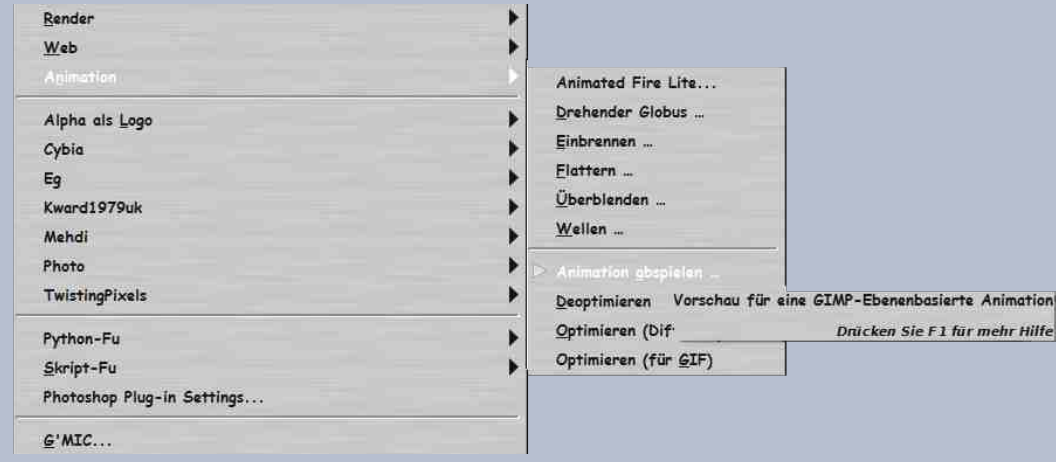 Render
Web
Animation
Alpha als Logo
Cybia
Eg
Kward1979uk
Mehdi
Photo
TwistingPixels
Python-Fu
Skript-Fu
Photoshop Plug-in Settings...
G'MIC...
Animated Fire Lite...
Drehender Globus ...
Einbrennen ...
Flattern ...
Überblenden ...
Wellen ...
Animation abspielen ...
Deoptimieren
Optimieren (Dif
Optimieren (für GIF)
Vorschau für eine GIMP-Ebenenbasierte Animation
Drücken Sie F1 für mehr Hilfe